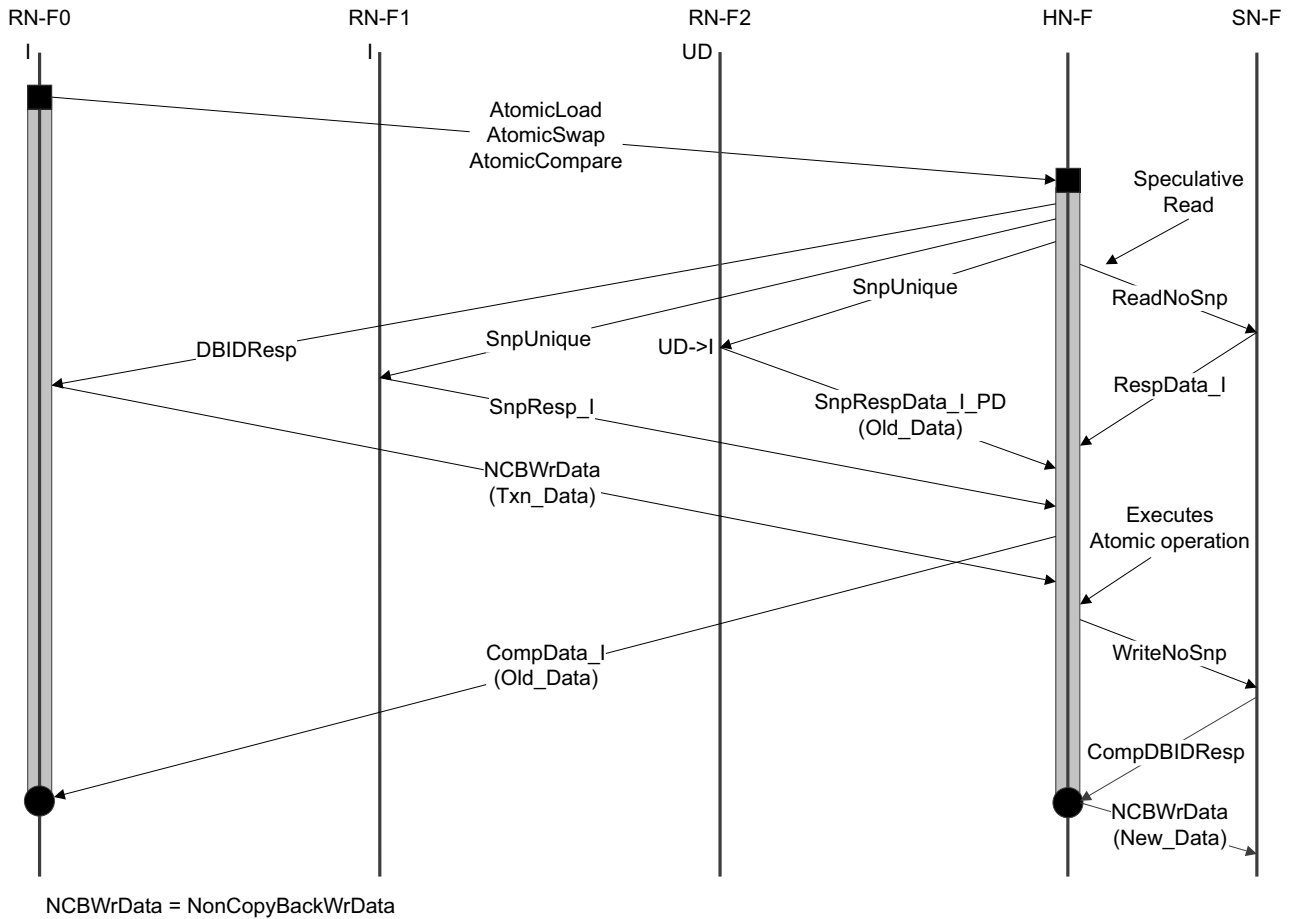 RN-F0
RN-F1
RN-F2
HN-F
SN-F
I
I
UD
AtomicLoad
AtomicSwap
AtomicCompare
Speculative
Read
SnpUnique
ReadNoSnp
SnpUnique
UD->I
DBIDResp
RespData_I
SnpResp_I
SnpRespData_I_PD
(Old_Data)
NCBWrData
(Txn_Data)
Executes
Atomic operation
CompData_I
(Old_Data)
WriteNoSnp
CompDBIDResp
NCBWrData
(New_Data)
NCBWrData = NonCopyBackWrData